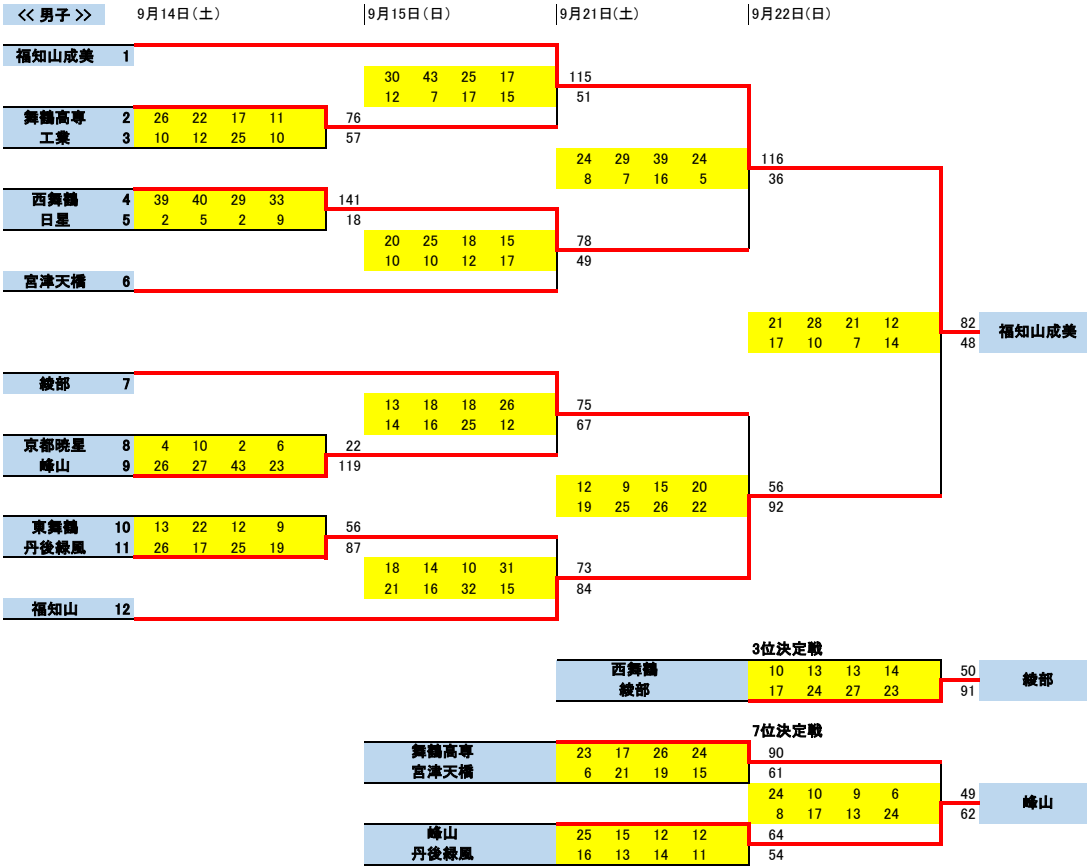 << 男子 >> 9月14日(土) 9月15日(日) 9月21日(土) 9月22日(日)
福知山成美 1
30 43 25 17 115
12 7 17 15 51
舞鶴高専 2 26 22 17 11 76
工業 3 10 12 25 10 57
24 29 39 24 116
8 7 16 5 36
西舞鶴 4 39 40 29 33 141
日星 5 2 5 2 9 18
20 25 18 15 78
10 10 12 17 49
宮津天橋 6
21 28 21 12 82 福知山成美
17 10 7 14 48
綾部 7
13 18 18 26 75
14 16 25 12 67
京都暁星 8 4 10 2 6 22
峰山 9 26 27 43 23 119
12 9 15 20 56
19 25 26 22 92
東舞鶴 10 13 22 12 9 56
丹後緑風 11 26 17 25 19 87
18 14 10 31 73
21 16 32 15 84
福知山 12
3位決定戦
西舞鶴 10 13 13 14 50 綾部
綾部 17 24 27 23 91
7位決定戦
舞鶴高専 23 17 26 24 90
宮津天橋 6 21 19 15 61
24 10 9 6 49 峰山
8 17 13 24 62
峰山 25 15 12 12 64
丹後緑風 16 13 14 11 54